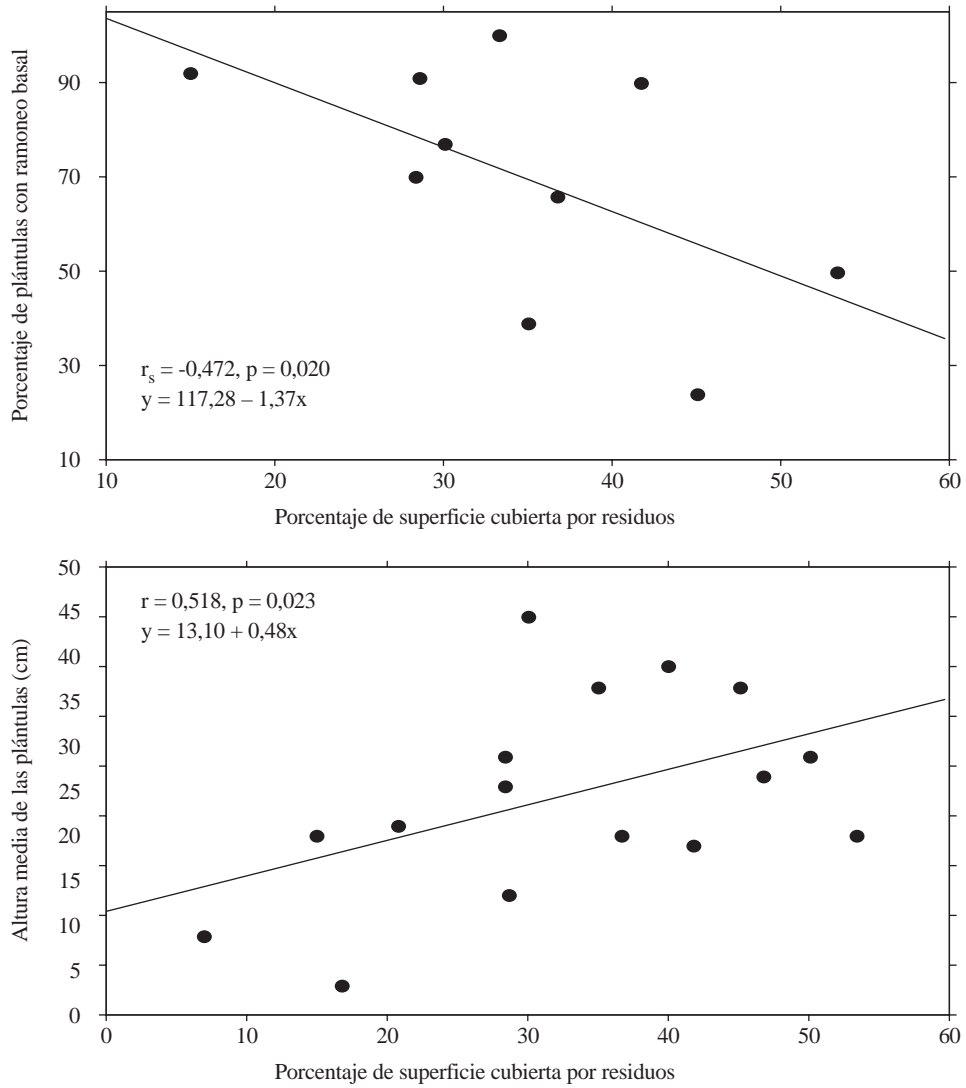 Porcentaje de plántulas con ramoneo basal
90
70
50
30
10
r_s = -0,472, p = 0,020
y = 117,28 – 1,37x
10 20 30 40 50 60
Porcentaje de superficie cubierta por residuos
Altura media de las plántulas (cm)
50
45
40
35
30
25
20
15
10
5
0
r = 0,518, p = 0,023
y = 13,10 + 0,48x
0 10 20 30 40 50 60
Porcentaje de superficie cubierta por residuos